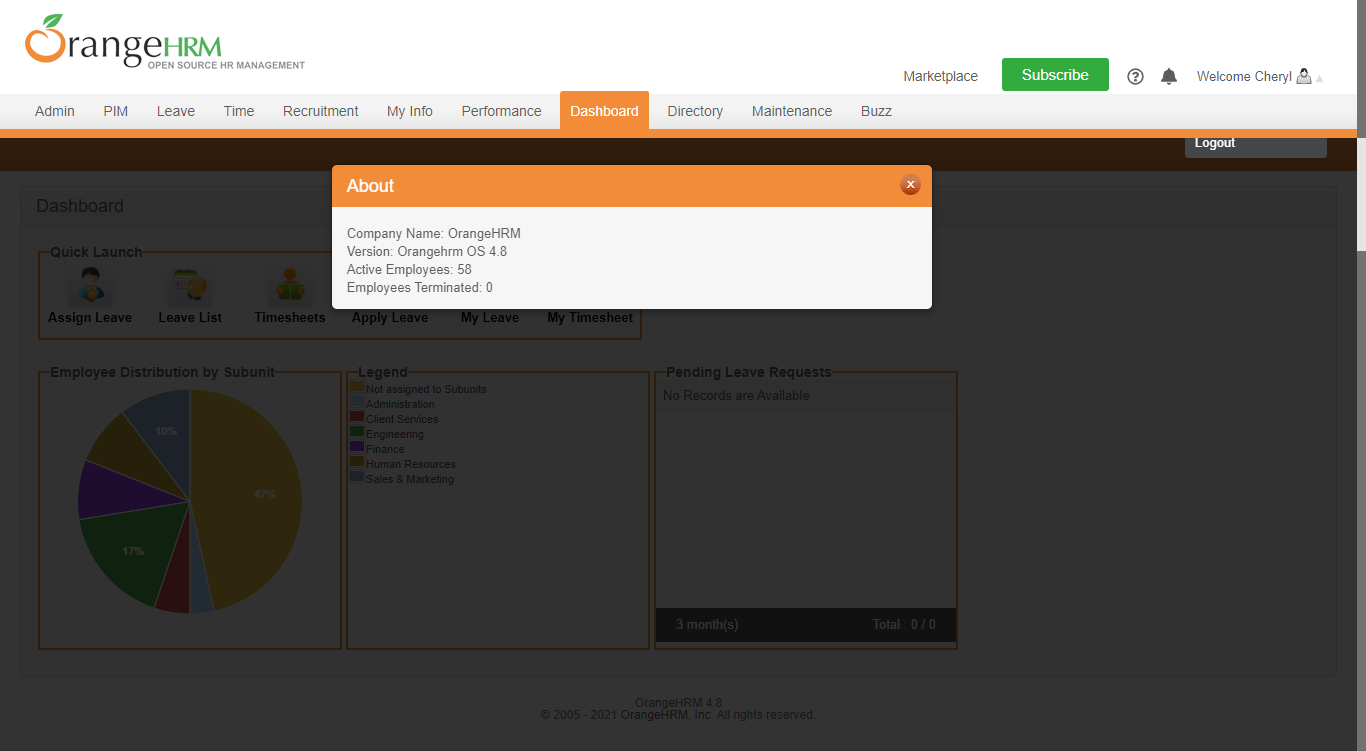 OrangeHRM
OPEN SOURCE HR MANAGEMENT
Marketplace
Subscribe
?
Welcome Cheryl
Admin PIM Leave Time Recruitment My Info Performance Dashboard Directory Maintenance Buzz
Logout
About
x
Company Name: OrangeHRM
Version: Orangehrm OS 4.8
Active Employees: 58
Employees Terminated: 0
Dashboard
Quick Launch
Assign Leave Leave List Timesheets Apply Leave My Leave My Timesheet
Employee Distribution by Subunit
10%
47%
17%
Legend
Not assigned to Subunits
Administration
Client Services
Engineering
Finance
Human Resources
Sales & Marketing
Pending Leave Requests
No Records are Available
3 month(s) Total : 0 / 0
OrangeHRM 4.8
© 2005 - 2021 OrangeHRM, Inc. All rights reserved.